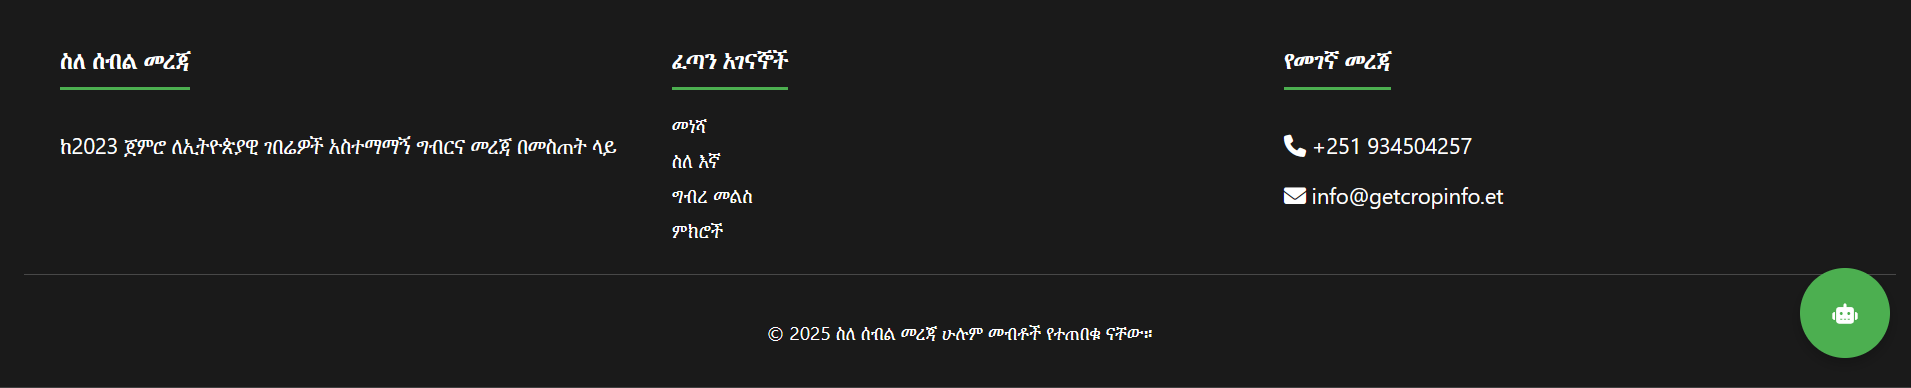 ስለ ሰብል መረጃ
ከ2023 ጀምሮ ለኢትዮጵያዊ ገበሬዎች አስተማማኝ ግብርና መረጃ በመስጠት ላይ
ፈጣን አገናኞች
መነሻ
ስለ እኛ
ግብረ መልስ
ምክሮች
የመገኛ መረጃ
+251 934504257
info@getcropinfo.et
© 2025 ስለ ሰብል መረጃ ሁሉም መብቶች የተጠበቁ ናቸው።